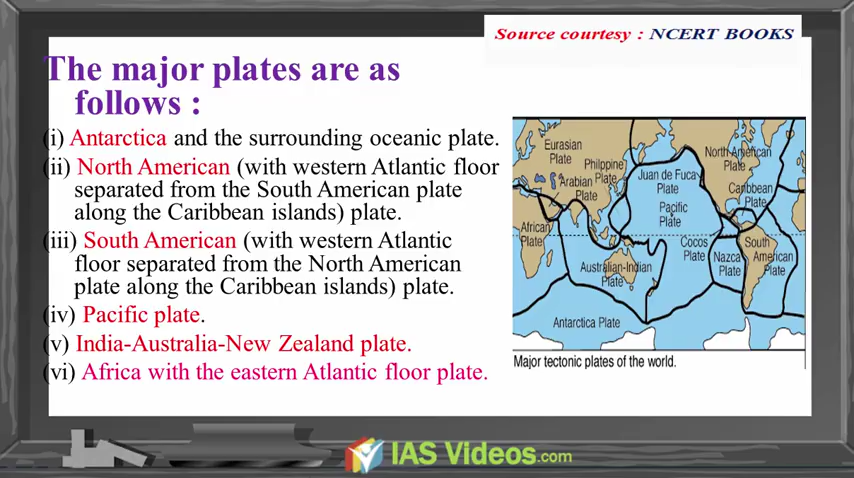 Source courtesy : NCERT BOOKS
The major plates are as
follows :
(i) Antarctica and the surrounding oceanic plate.
(ii) North American (with western Atlantic floor
separated from the South American plate
along the Caribbean islands) plate.
(iii) South American (with western Atlantic
floor separated from the North American
plate along the Caribbean islands) plate.
(iv) Pacific plate.
(v) India-Australia-New Zealand plate.
(vi) Africa with the eastern Atlantic floor plate.
Eurasian
Plate
Philppine
Plate
Arabian
Plate
African
Plate
Juan de Fuca
Plate
Pacific
Plate
North American
Plate
Caribbean
Plate
Cocos
Plate
Nazca
Plate
South
American
Plate
Australian-Indian
Plate
Antarctica Plate
Major tectonic plates of the world.
IAS Videos.com